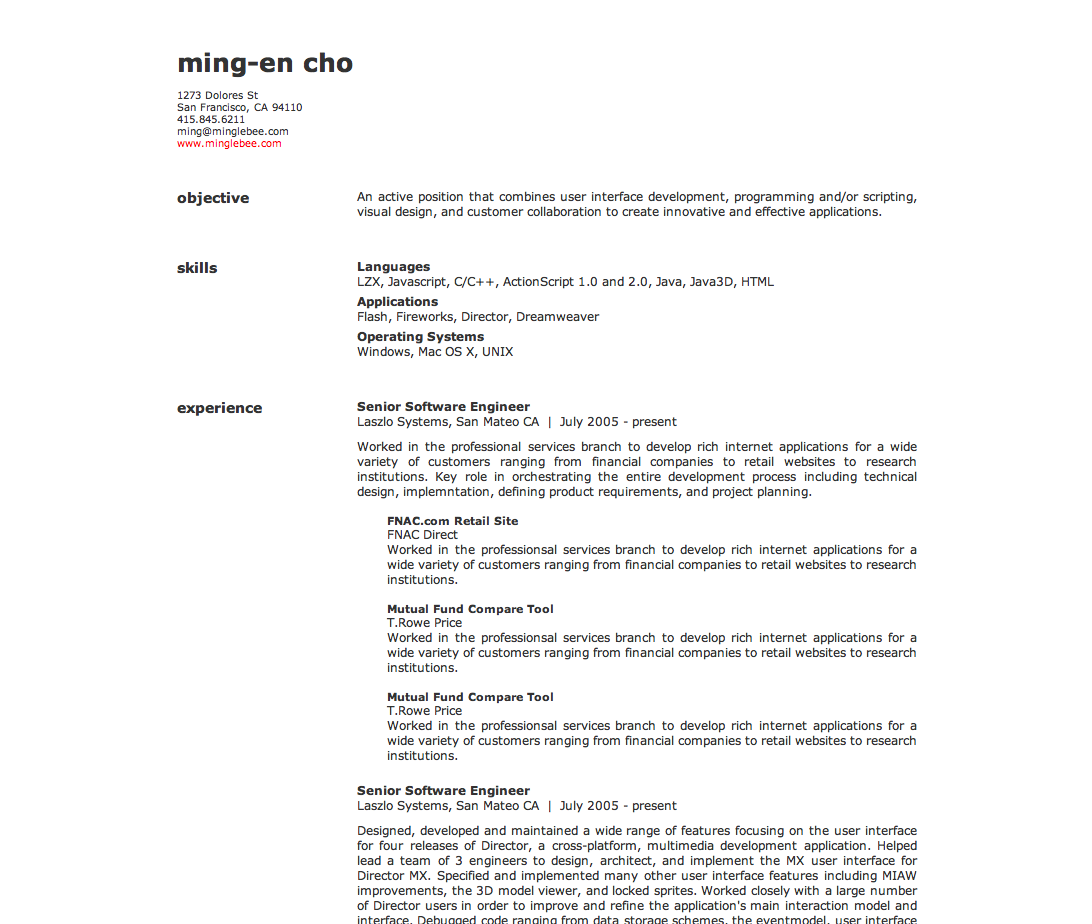 ming-en cho
1273 Dolores St
San Francisco, CA 94110
415.845.6211
ming@minglebee.com
www.minglebee.com
objective
An active position that combines user interface development, programming and/or scripting,
visual design, and customer collaboration to create innovative and effective applications.
skills
Languages
LZX, Javascript, C/C++, ActionScript 1.0 and 2.0, Java, Java3D, HTML
Applications
Flash, Fireworks, Director, Dreamweaver
Operating Systems
Windows, Mac OS X, UNIX
experience
Senior Software Engineer
Laszlo Systems, San Mateo CA | July 2005 - present
Worked in the professional services branch to develop rich internet applications for a wide
variety of customers ranging from financial companies to retail websites to research
institutions. Key role in orchestrating the entire development process including technical
design, implemntation, defining product requirements, and project planning.
FNAC.com Retail Site
FNAC Direct
Worked in the professionsal services branch to develop rich internet applications for a
wide variety of customers ranging from financial companies to retail websites to research
institutions.
Mutual Fund Compare Tool
T.Rowe Price
Worked in the professionsal services branch to develop rich internet applications for a
wide variety of customers ranging from financial companies to retail websites to research
institutions.
Mutual Fund Compare Tool
T.Rowe Price
Worked in the professionsal services branch to develop rich internet applications for a
wide variety of customers ranging from financial companies to retail websites to research
institutions.
Senior Software Engineer
Laszlo Systems, San Mateo CA | July 2005 - present
Designed, developed and maintained a wide range of features focusing on the user interface
for four releases of Director, a cross-platform, multimedia development application. Helped
lead a team of 3 engineers to design, architect, and implement the MX user interface for
Director MX. Specified and implemented many other user interface features including MIAW
improvements, the 3D model viewer, and locked sprites. Worked closely with a large number
of Director users in order to improve and refine the application's main interaction model and
interface. Debugged code ranging from data storage schemes, the eventmodel, user interface